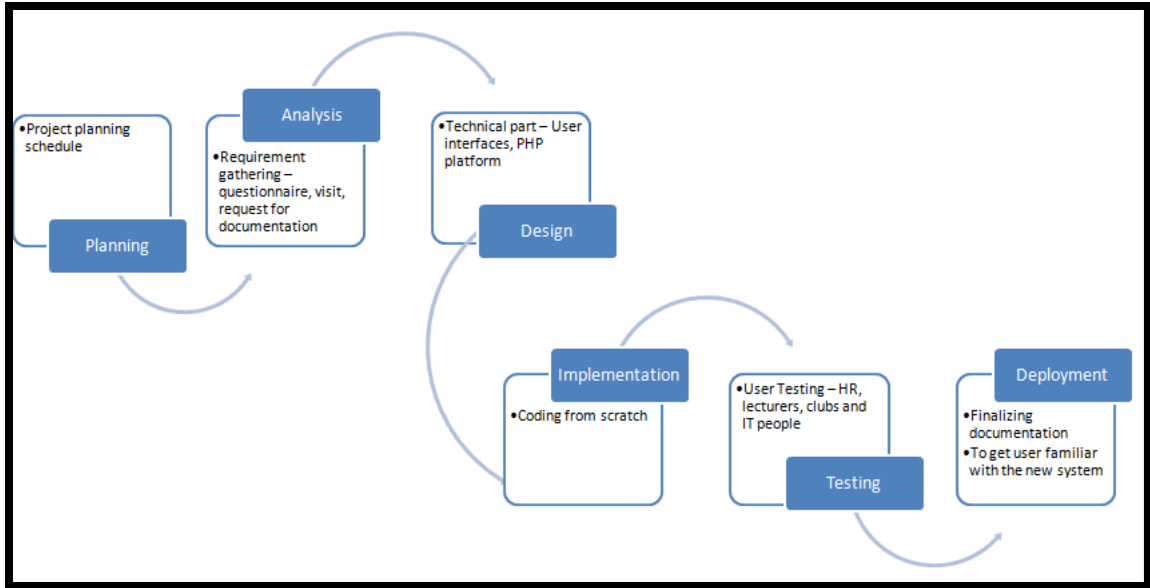 •Project planning
schedule
Planning
Analysis
•Requirement
gathering –
questionnaire, visit,
request for
documentation
•Technical part – User
interfaces, PHP
platform
Design
Implementation
•Coding from scratch
•User Testing – HR,
lecturers, clubs and
IT people
Testing
Deployment
•Finalizing
documentation
•To get user familiar
with the new system